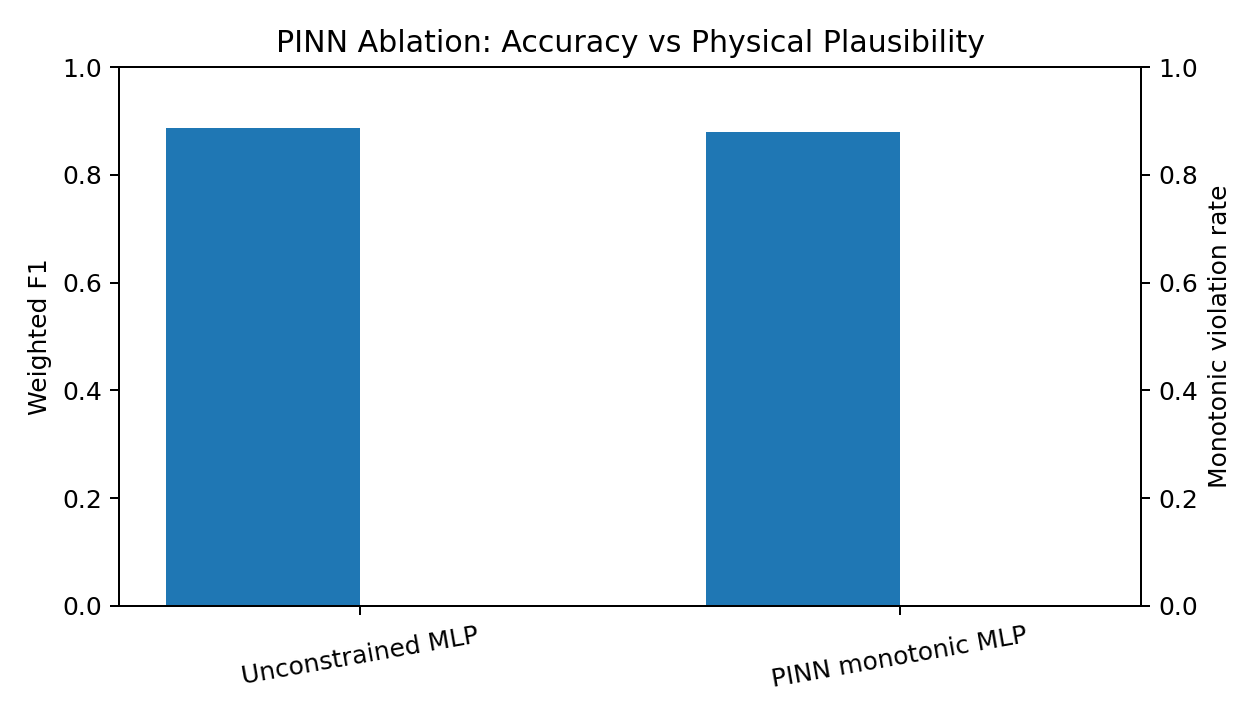 PINN Ablation: Accuracy vs Physical Plausibility
1.0
0.8
0.6
0.4
0.2
0.0
Weighted F1
1.0
0.8
0.6
0.4
0.2
0.0
Monotonic violation rate
Unconstrained MLP
PINN monotonic MLP